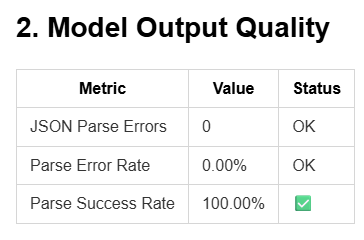 2. Model Output Quality
Metric Value Status
JSON Parse Errors 0 OK
Parse Error Rate 0.00% OK
Parse Success Rate 100.00% ✅